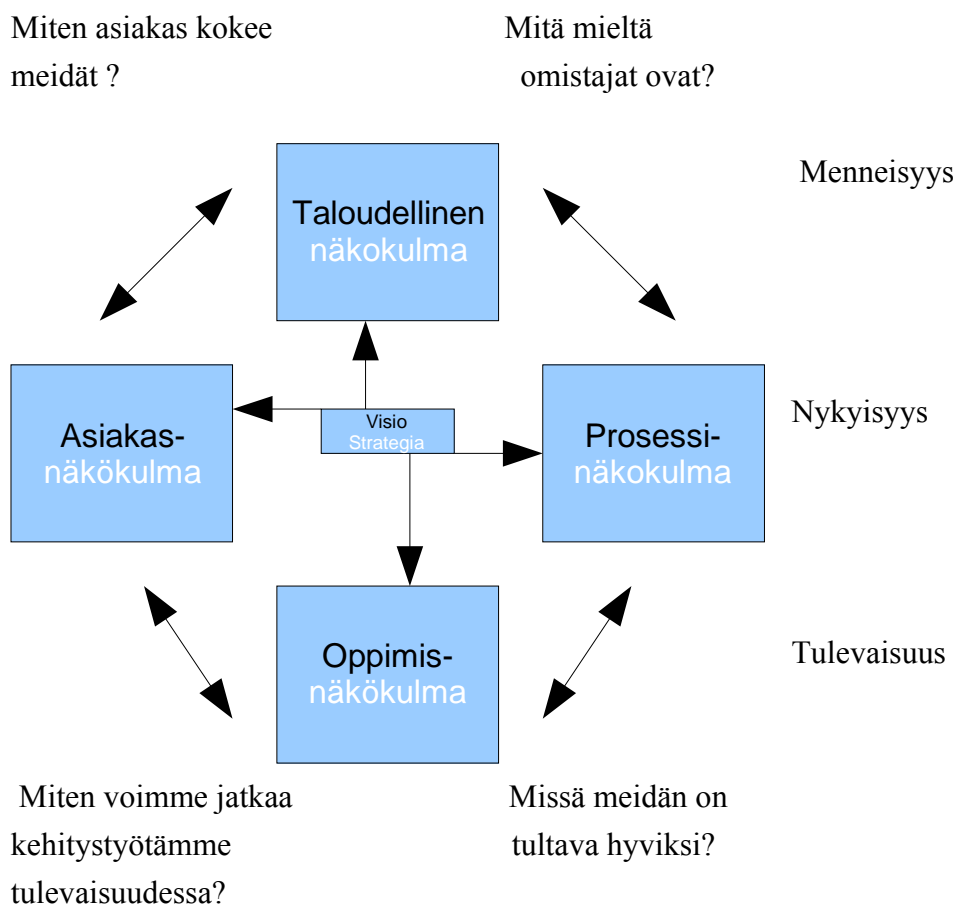 Miten asiakas kokee
meidät ?
Mitä mieltä
omistajat ovat?
Menneisyys
Taloudellinen
näkokulma
Asiakas-
näkökulma
Visio
Strategia
Prosessi-
näkokulma
Nykyisyys
Oppimis-
näkökulma
Tulevaisuus
Miten voimme jatkaa
kehitystyötämme
tulevaisuudessa?
Missä meidän on
tultava hyviksi?